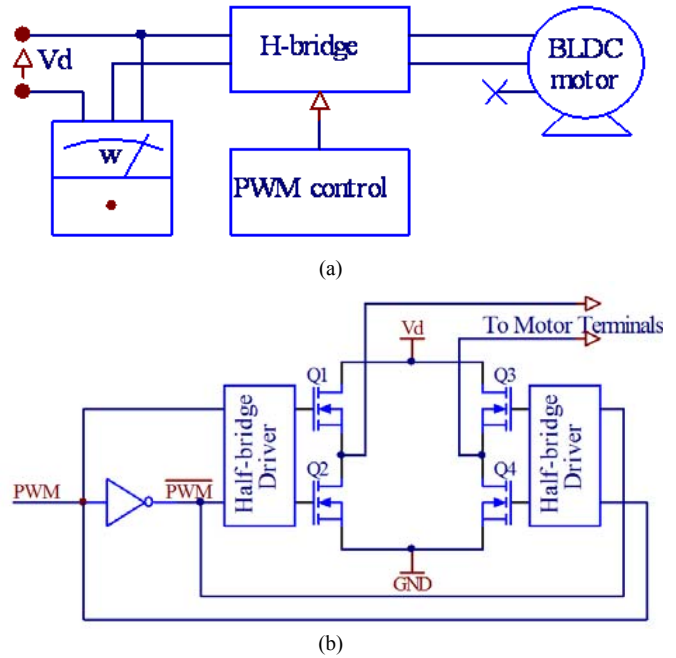 Vd
H-bridge
BLDC
motor
W
PWM control
(a)
Vd
To Motor Terminals
Q1
Q3
Half-bridge
Driver
Half-bridge
Driver
Q2
Q4
PWM
PWM
GND
(b)